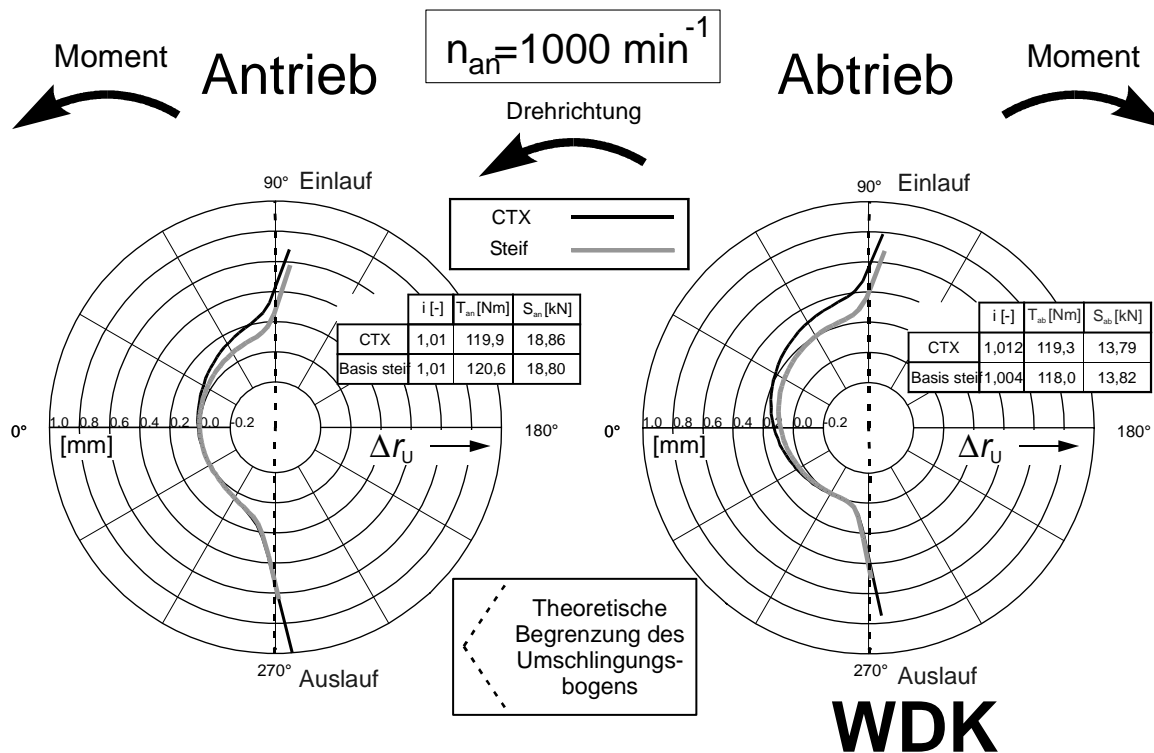 n_an=1000 min^-1
Moment
Antrieb
Abtrieb
Moment
Drehrichtung
90° Einlauf
CTX
Steif
90° Einlauf
i [-] T_an [Nm] S_an [kN]
CTX 1,01 119,9 18,86
Basis steif 1,01 120,6 18,80
i [-] T_ab [Nm] S_ab [kN]
CTX 1,012 119,3 13,79
Basis steif 1,004 118,0 13,82
0° 1.0 0.8 0.6 0.4 0.2 0.0 -0.2 180°
[mm] Δr_U
0° 1.0 0.8 0.6 0.4 0.0 -0.2 180°
[mm] Δr_U
270° Auslauf
Theoretische
Begrenzung des
Umschlingungs-
bogens
270° Auslauf
WDK